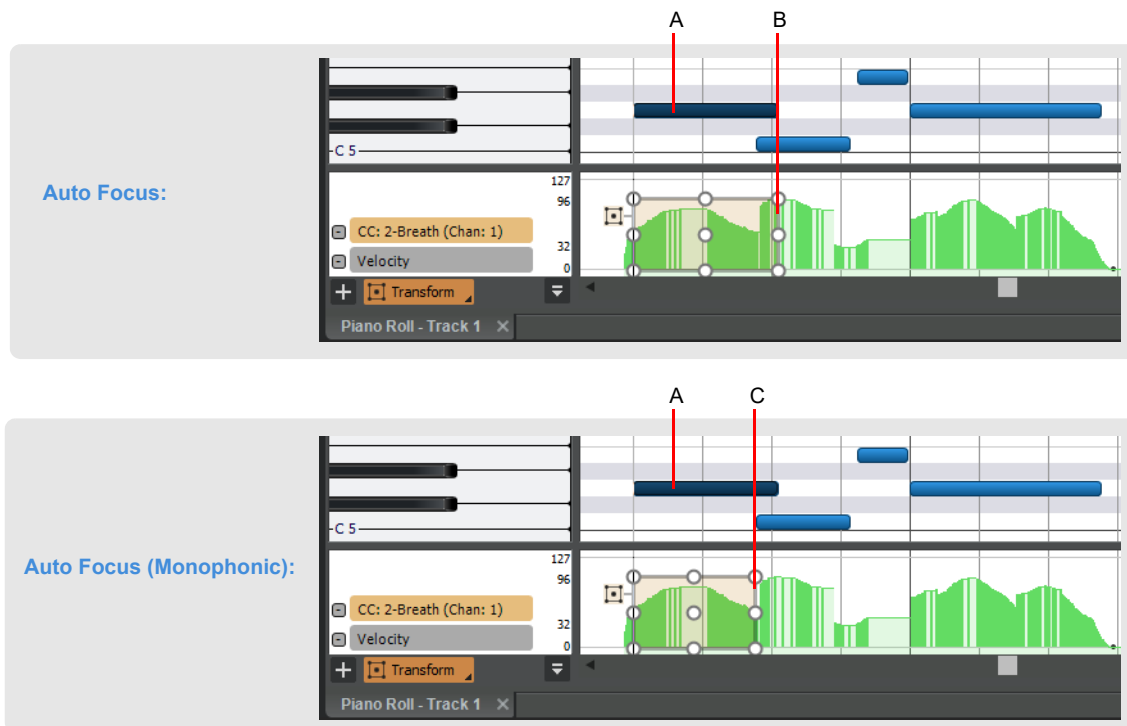 A B
Auto Focus:
C 5
127
96
CC: 2-Breath (Chan: 1)
32
Velocity
0
+ Transform
Piano Roll - Track 1 ×
A C
Auto Focus (Monophonic):
C 5
127
96
CC: 2-Breath (Chan: 1)
32
Velocity
0
+ Transform
Piano Roll - Track 1 ×